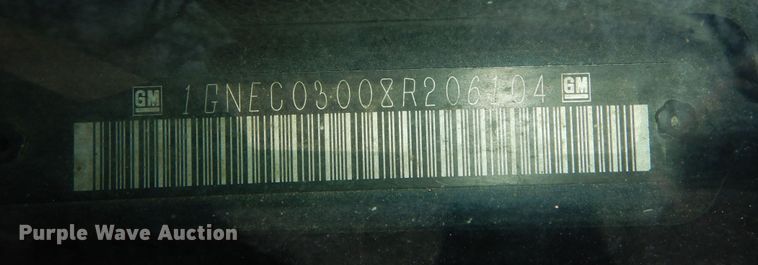 GM 1GNEC03008R206104 GM
Purple Wave Auction